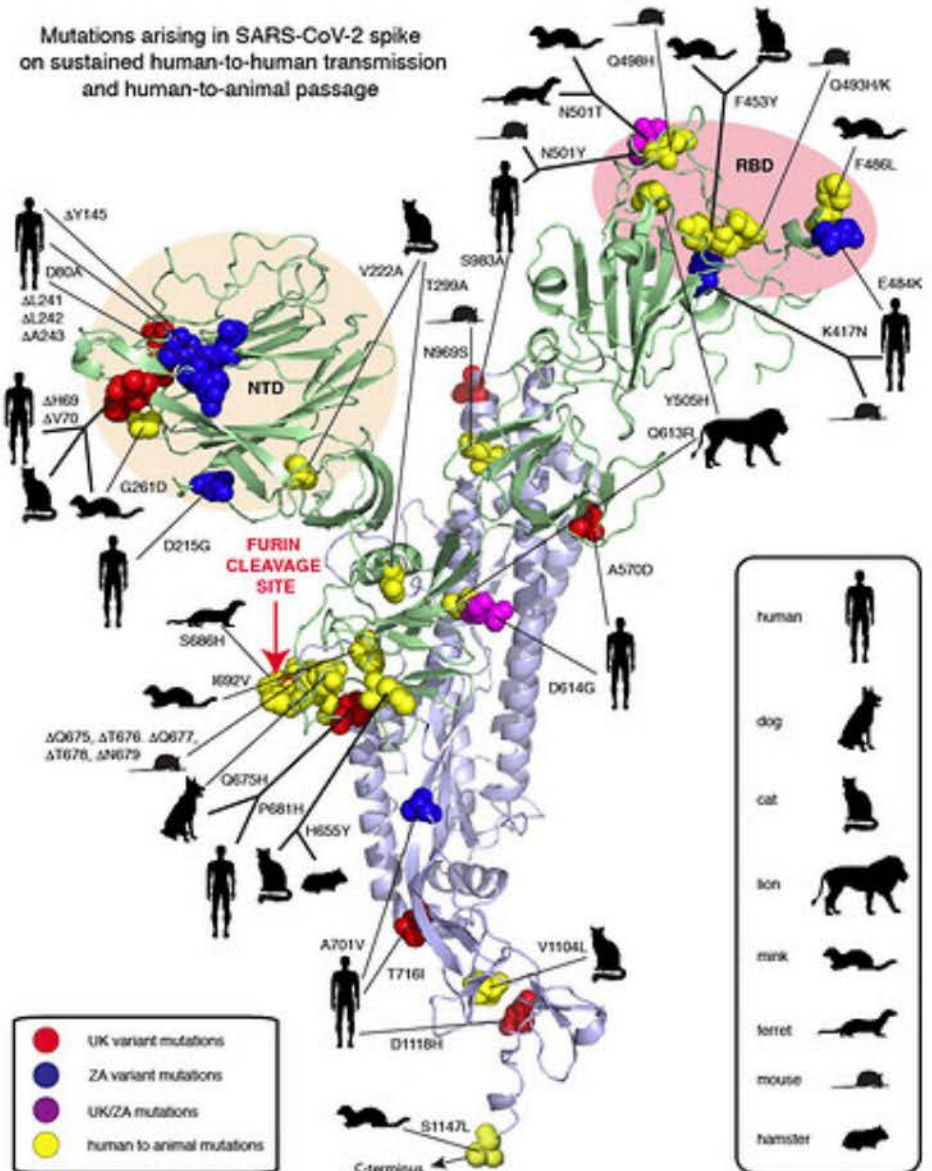 Mutations arising in SARS-CoV-2 spike
on sustained human-to-human transmission
and human-to-animal passage
Q498H
N501T
F453Y
Q493H/K
N501Y
RBD
F486L
ΔY145
D80A
ΔL241
ΔL242
ΔA243
V222A
T299A
S983A
E484K
K417N
N969S
NTD
ΔH69
ΔV70
Y505H
Q613R
G261D
D215G
FURIN
CLEAVAGE
SITE
A570D
S686H
I692V
D614G
ΔQ675, ΔT676. ΔQ677,
ΔT678, ΔN679
Q675H
P681H
H655Y
A701V
T716I
V1104L
D1118H
S1147L
C-terminus
UK variant mutations
ZA variant mutations
UK/ZA mutations
human to animal mutations
human
dog
cat
lion
mink
ferret
mouse
hamster